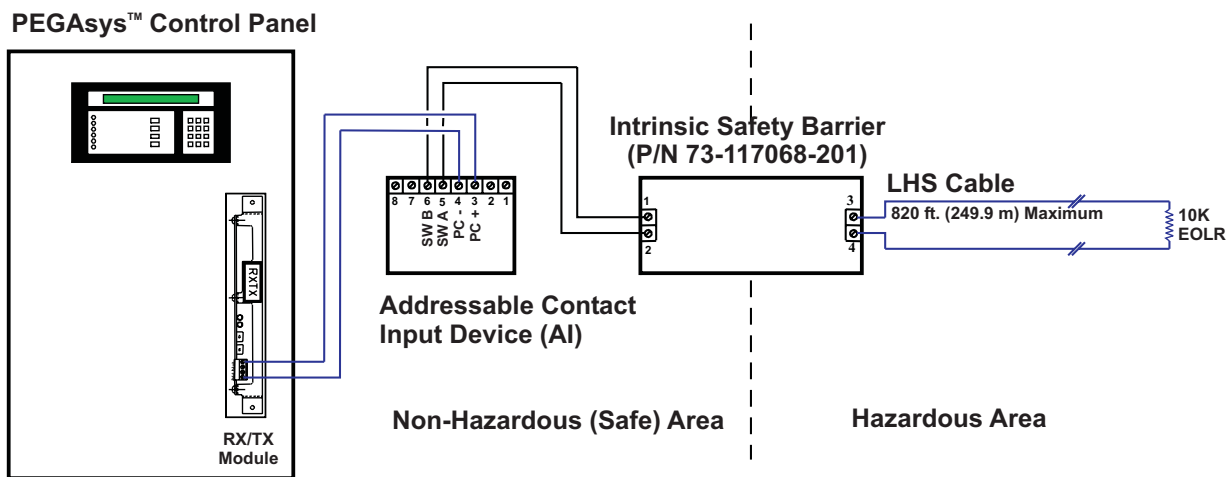 PEGAsys™ Control Panel
RXTX
RX/TX
Module
8 7 6 5 4 3 2 1
SW B
SW A
PC -
PC +
Addressable Contact
Input Device (AI)
Intrinsic Safety Barrier
(P/N 73-117068-201)
1
2
3
4
LHS Cable
820 ft. (249.9 m) Maximum
10K
EOLR
Non-Hazardous (Safe) Area
Hazardous Area